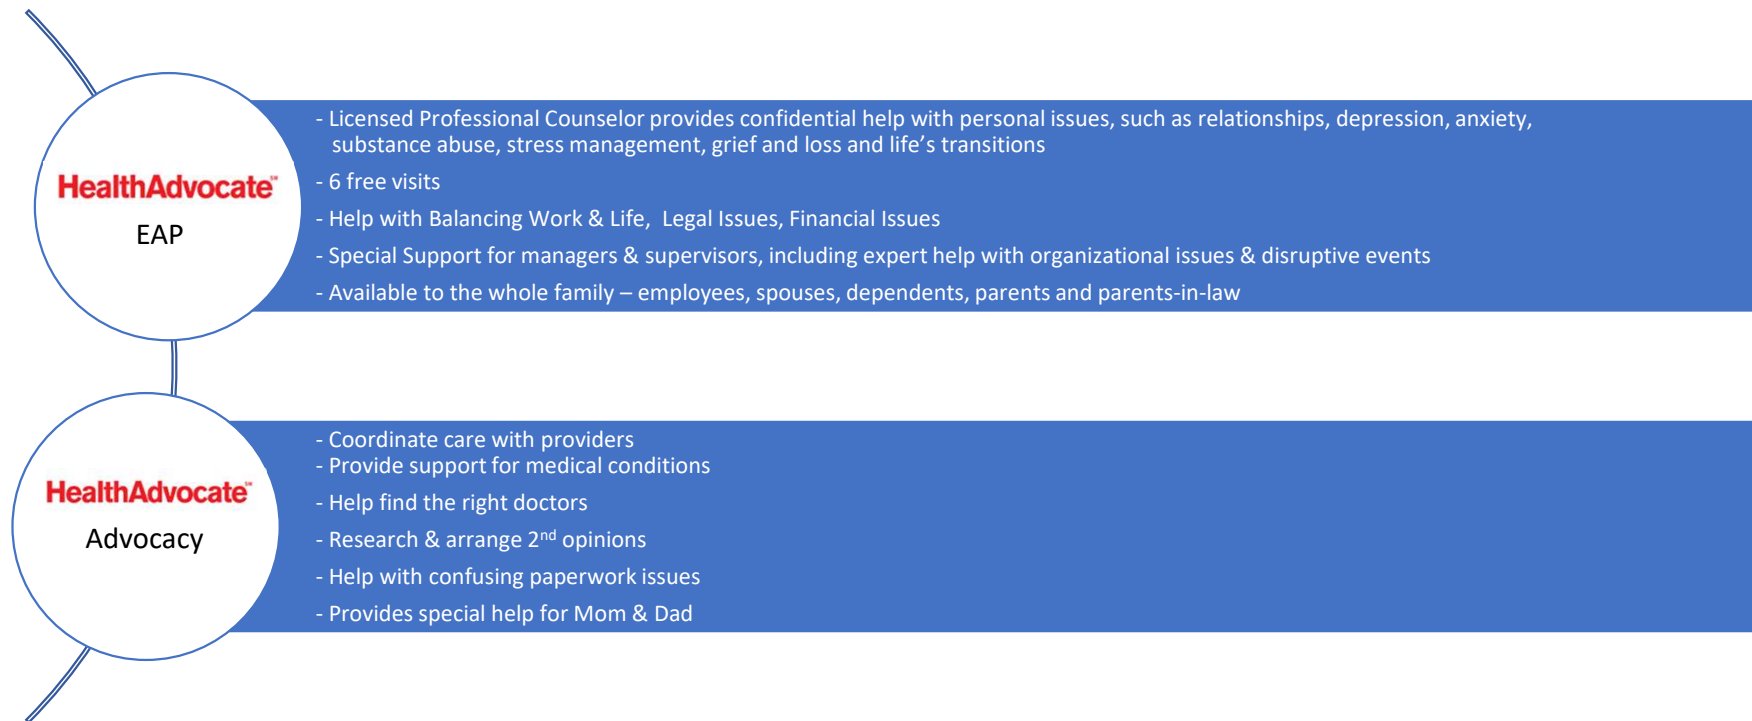 HealthAdvocate℠
EAP
- Licensed Professional Counselor provides confidential help with personal issues, such as relationships, depression, anxiety,
substance abuse, stress management, grief and loss and life’s transitions
- 6 free visits
- Help with Balancing Work & Life,  Legal Issues, Financial Issues
- Special Support for managers & supervisors, including expert help with organizational issues & disruptive events
- Available to the whole family – employees, spouses, dependents, parents and parents-in-law
HealthAdvocate℠
Advocacy
- Coordinate care with providers
- Provide support for medical conditions
- Help find the right doctors
- Research & arrange 2nd opinions
- Help with confusing paperwork issues
- Provides special help for Mom & Dad